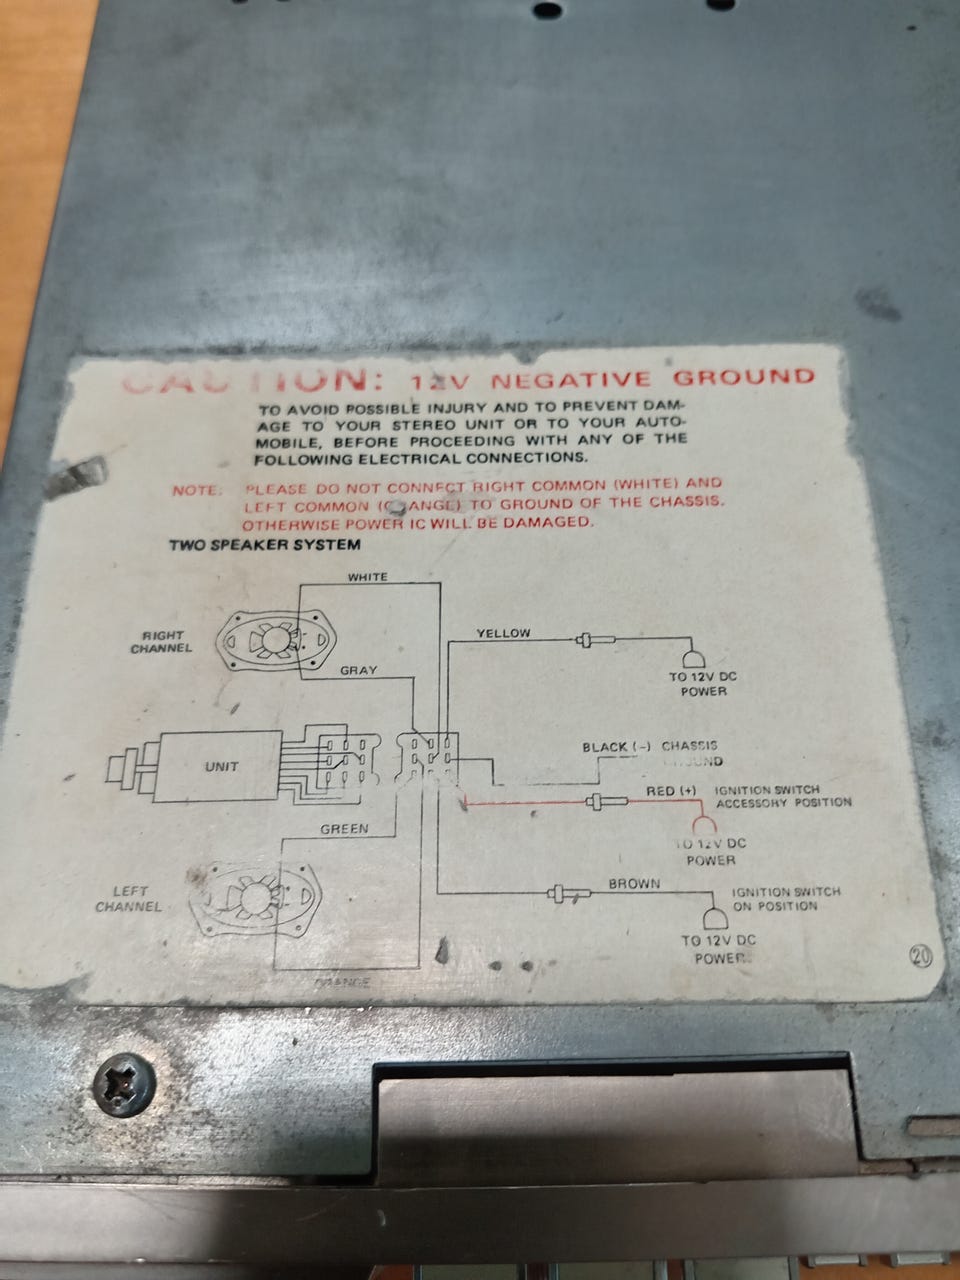 CAUTION: 12V NEGATIVE GROUND
TO AVOID POSSIBLE INJURY AND TO PREVENT DAM-
AGE TO YOUR STEREO UNIT OR TO YOUR AUTO-
MOBILE, BEFORE PROCEEDING WITH ANY OF THE
FOLLOWING ELECTRICAL CONNECTIONS.
NOTE: PLEASE DO NOT CONNECT RIGHT COMMON (WHITE) AND
LEFT COMMON (ORANGE) TO GROUND OF THE CHASSIS.
OTHERWISE POWER IC WILL BE DAMAGED.
TWO SPEAKER SYSTEM
WHITE
RIGHT
CHANNEL
GRAY
YELLOW
TO 12V DC
POWER
UNIT
BLACK (-) CHASSIS
GROUND
RED (+)
IGNITION SWITCH
ACCESSORY POSITION
TO 12V DC
POWER
GREEN
LEFT
CHANNEL
BROWN
IGNITION SWITCH
ON POSITION
TO 12V DC
POWER
ORANGE
20